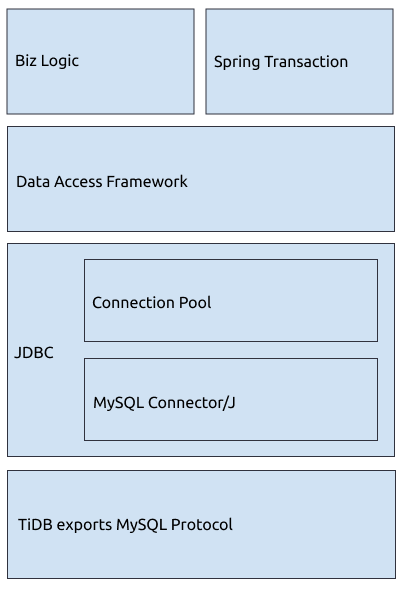 Biz Logic
Spring Transaction
Data Access Framework
Connection Pool
JDBC
MySQL Connector/J
TiDB exports MySQL Protocol